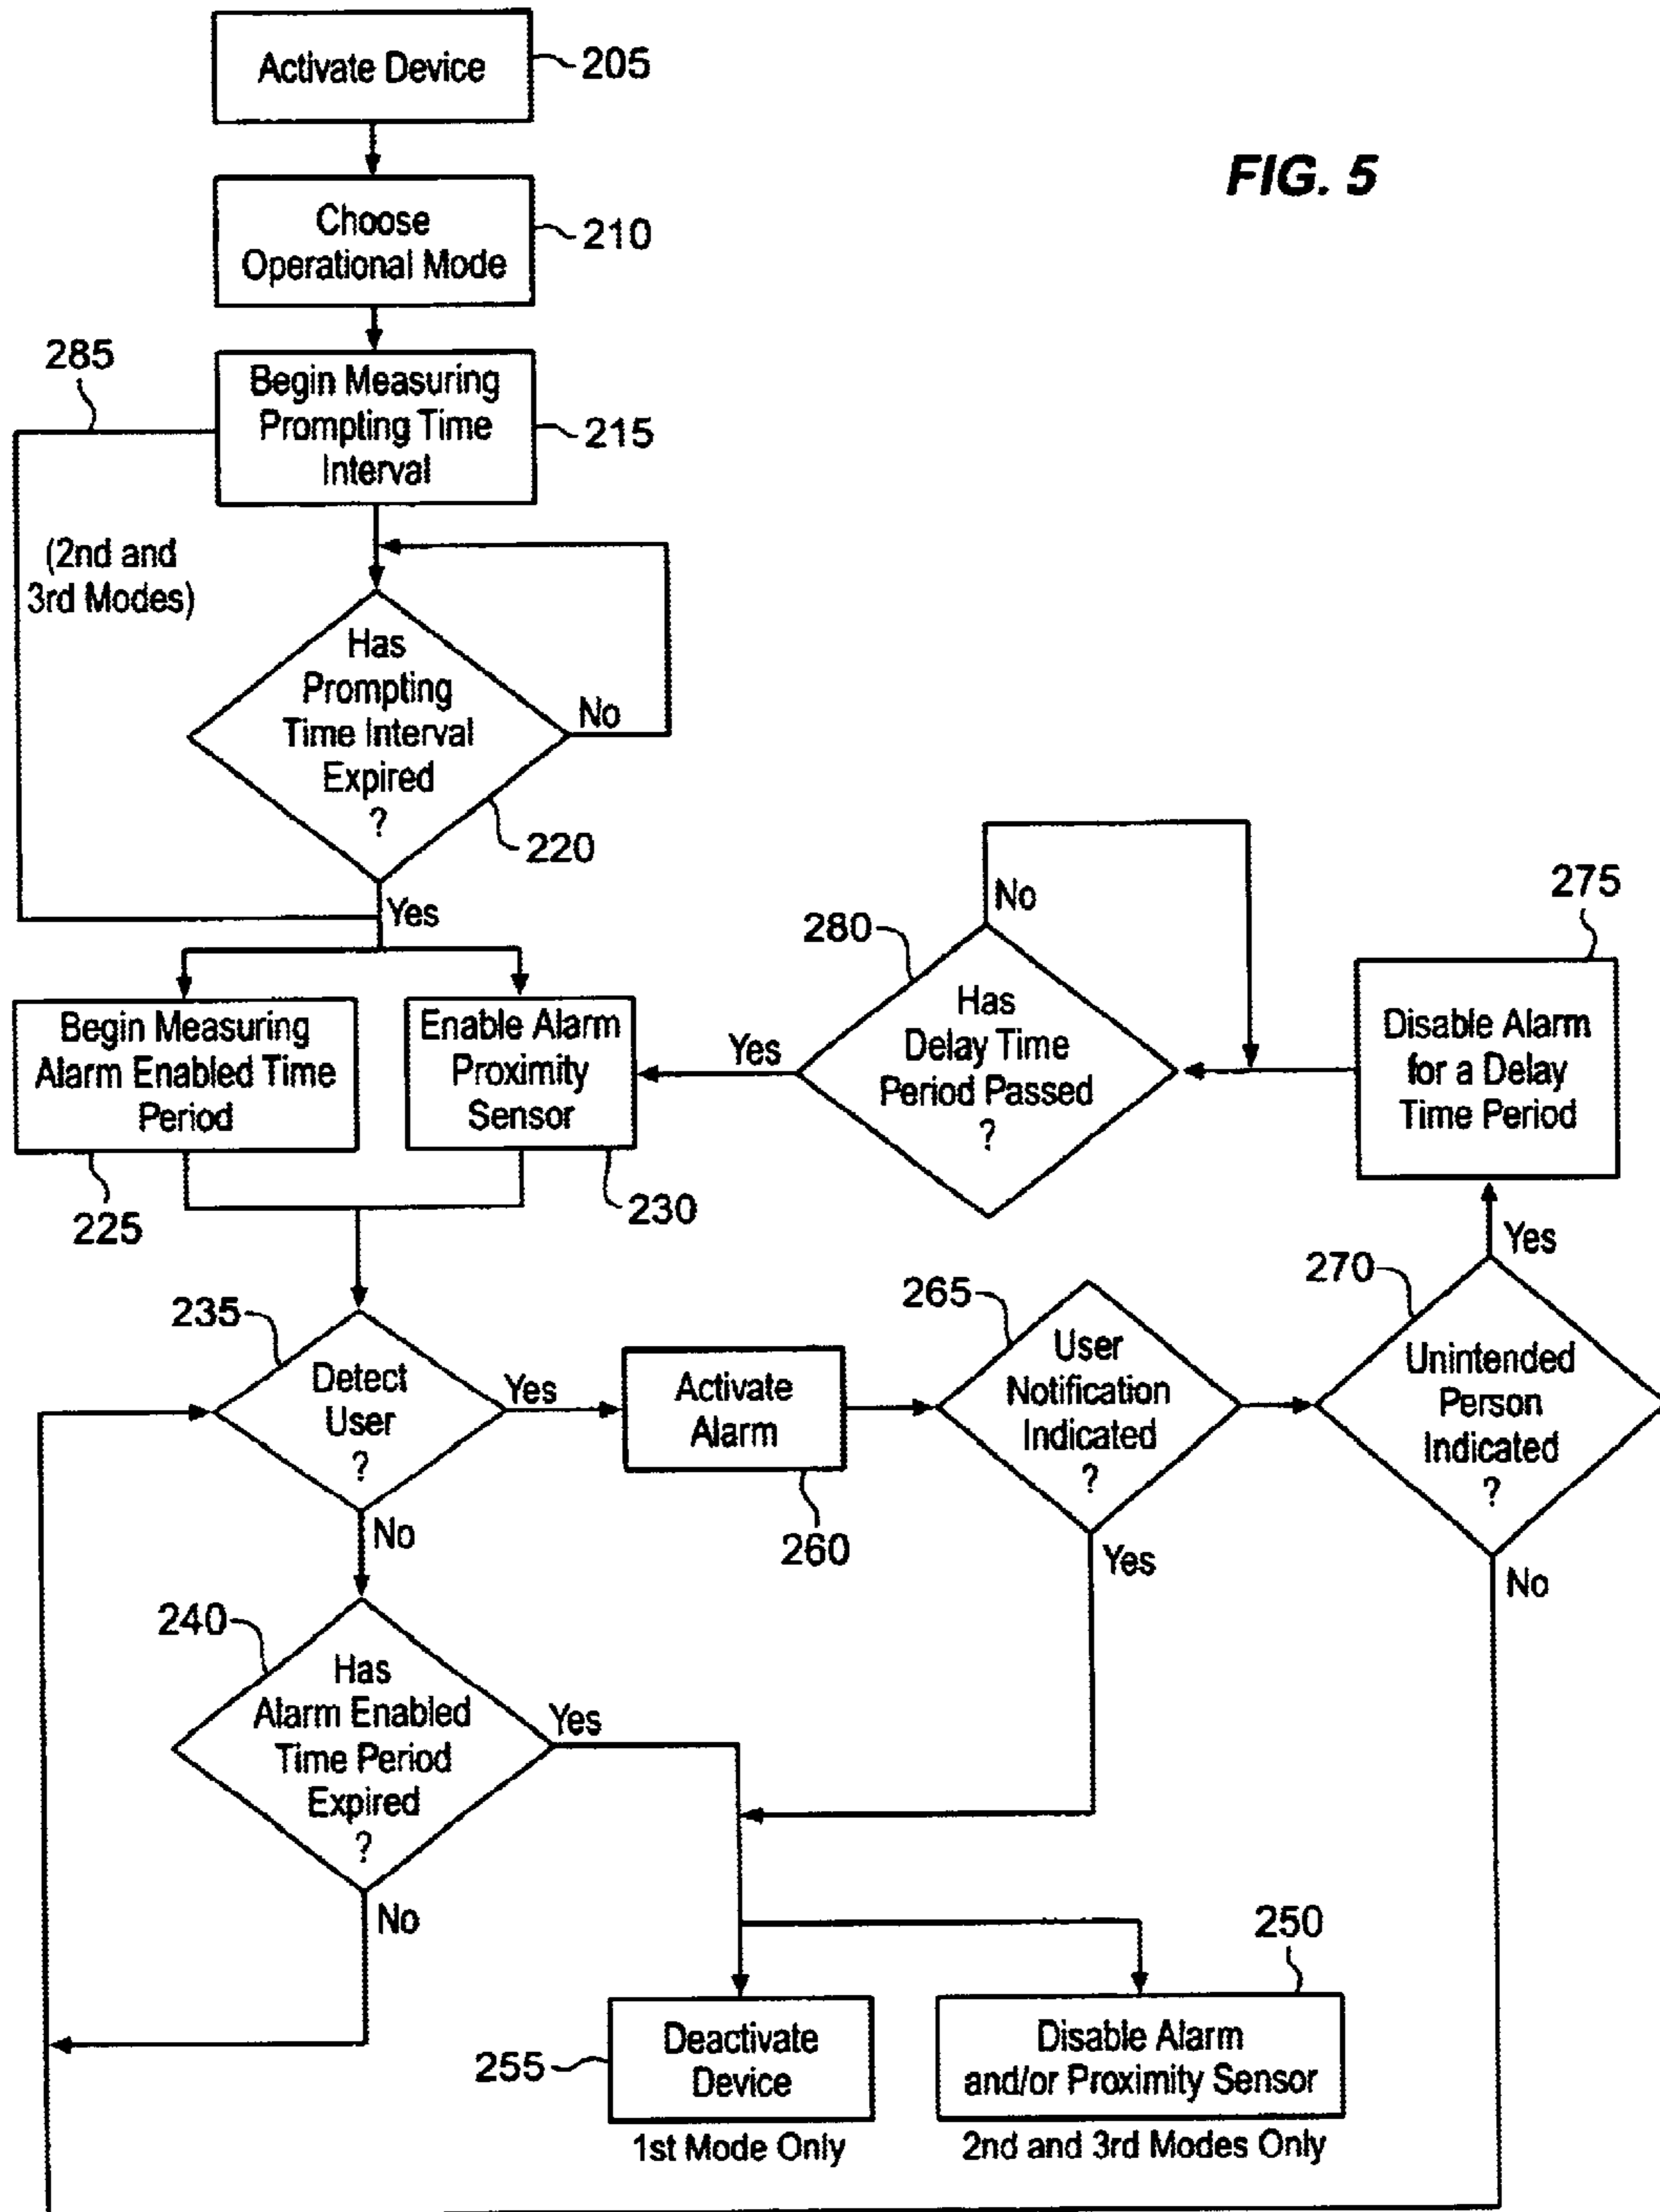 Activate Device
205
FIG. 5
Choose
Operational Mode
210
285
Begin Measuring
Prompting Time
Interval
215
(2nd and
3rd Modes)
Has
Prompting
Time Interval
Expired
?
No
220
Yes
No
280
275
Begin Measuring
Alarm Enabled Time
Period
225
Enable Alarm
Proximity
Sensor
230
Yes
Has
Delay Time
Period Passed
?
Disable Alarm
for a Delay
Time Period
Yes
235
Detect
User
?
Yes
Activate
Alarm
260
265
User
Notification
Indicated
?
270
Unintended
Person
Indicated
?
No
Yes
No
240
Has
Alarm Enabled
Time Period
Expired
?
Yes
No
250
255
Deactivate
Device
1st Mode Only
Disable Alarm
and/or Proximity Sensor
2nd and 3rd Modes Only